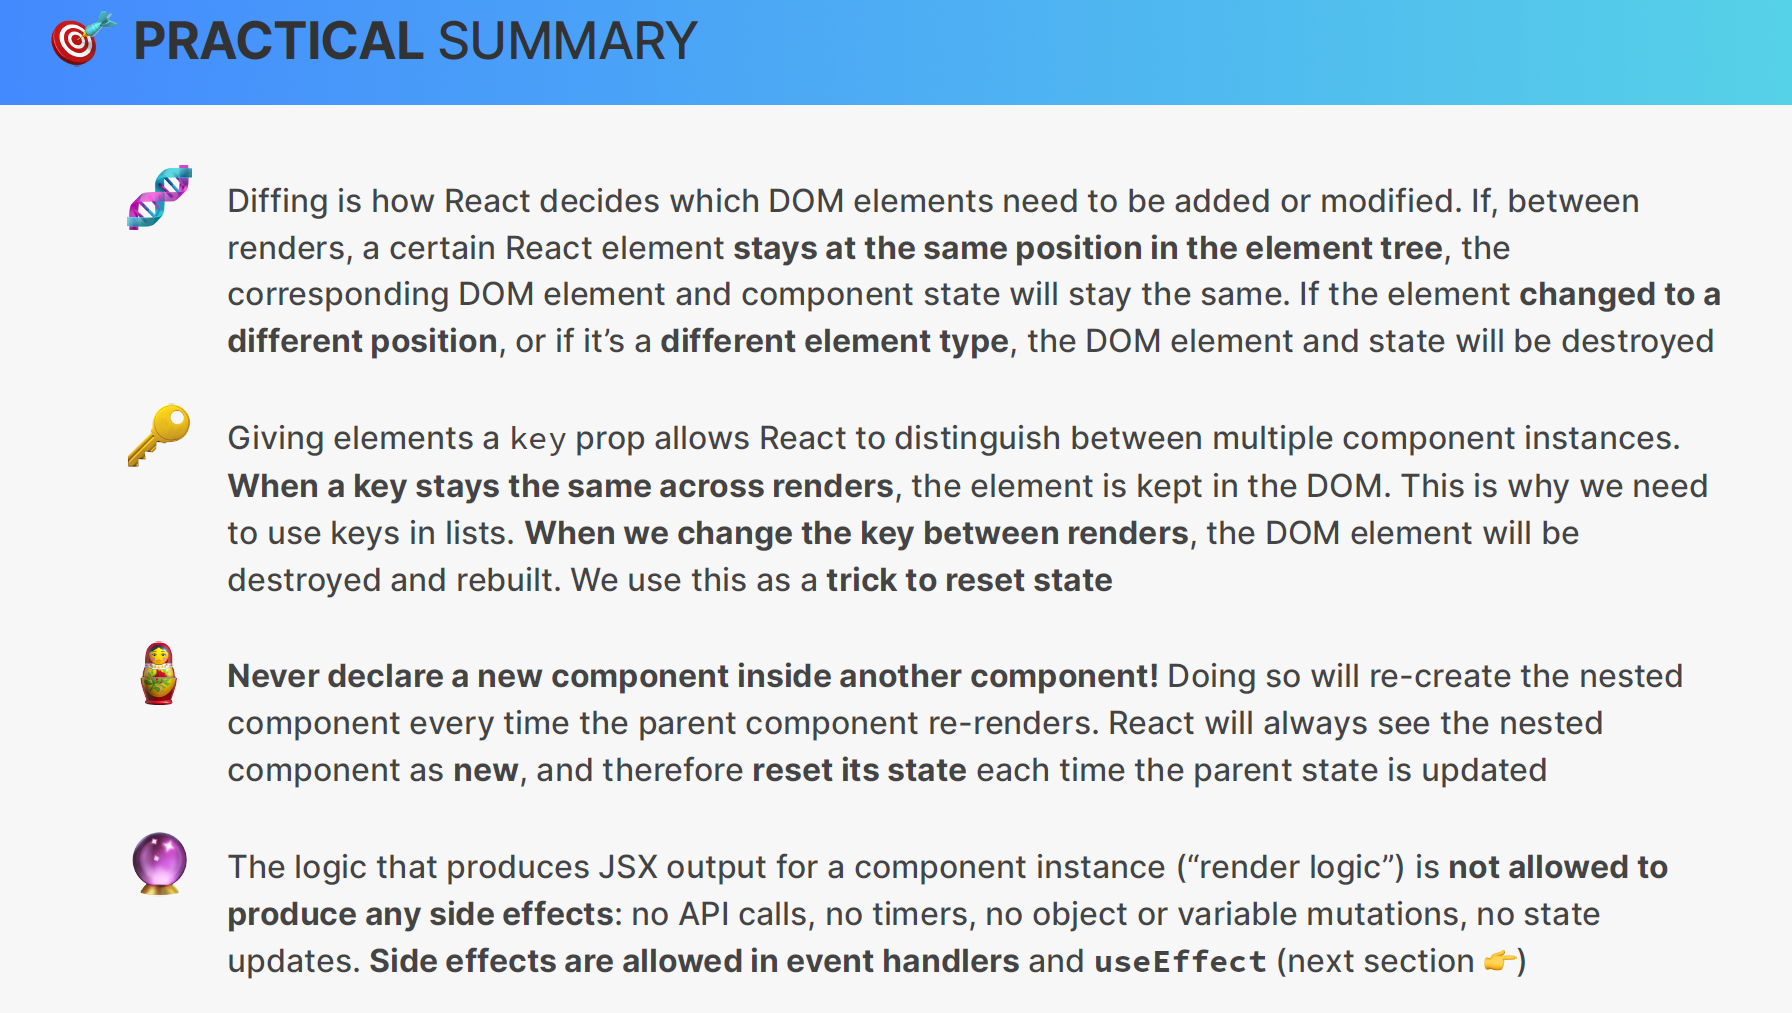 PRACTICAL SUMMARY
Diffing is how React decides which DOM elements need to be added or modified. If, between
renders, a certain React element stays at the same position in the element tree, the
corresponding DOM element and component state will stay the same. If the element changed to a
different position, or if it’s a different element type, the DOM element and state will be destroyed
Giving elements a key prop allows React to distinguish between multiple component instances.
When a key stays the same across renders, the element is kept in the DOM. This is why we need
to use keys in lists. When we change the key between renders, the DOM element will be
destroyed and rebuilt. We use this as a trick to reset state
Never declare a new component inside another component! Doing so will re-create the nested
component every time the parent component re-renders. React will always see the nested
component as new, and therefore reset its state each time the parent state is updated
The logic that produces JSX output for a component instance (“render logic”) is not allowed to
produce any side effects: no API calls, no timers, no object or variable mutations, no state
updates. Side effects are allowed in event handlers and useEffect (next section 👉)